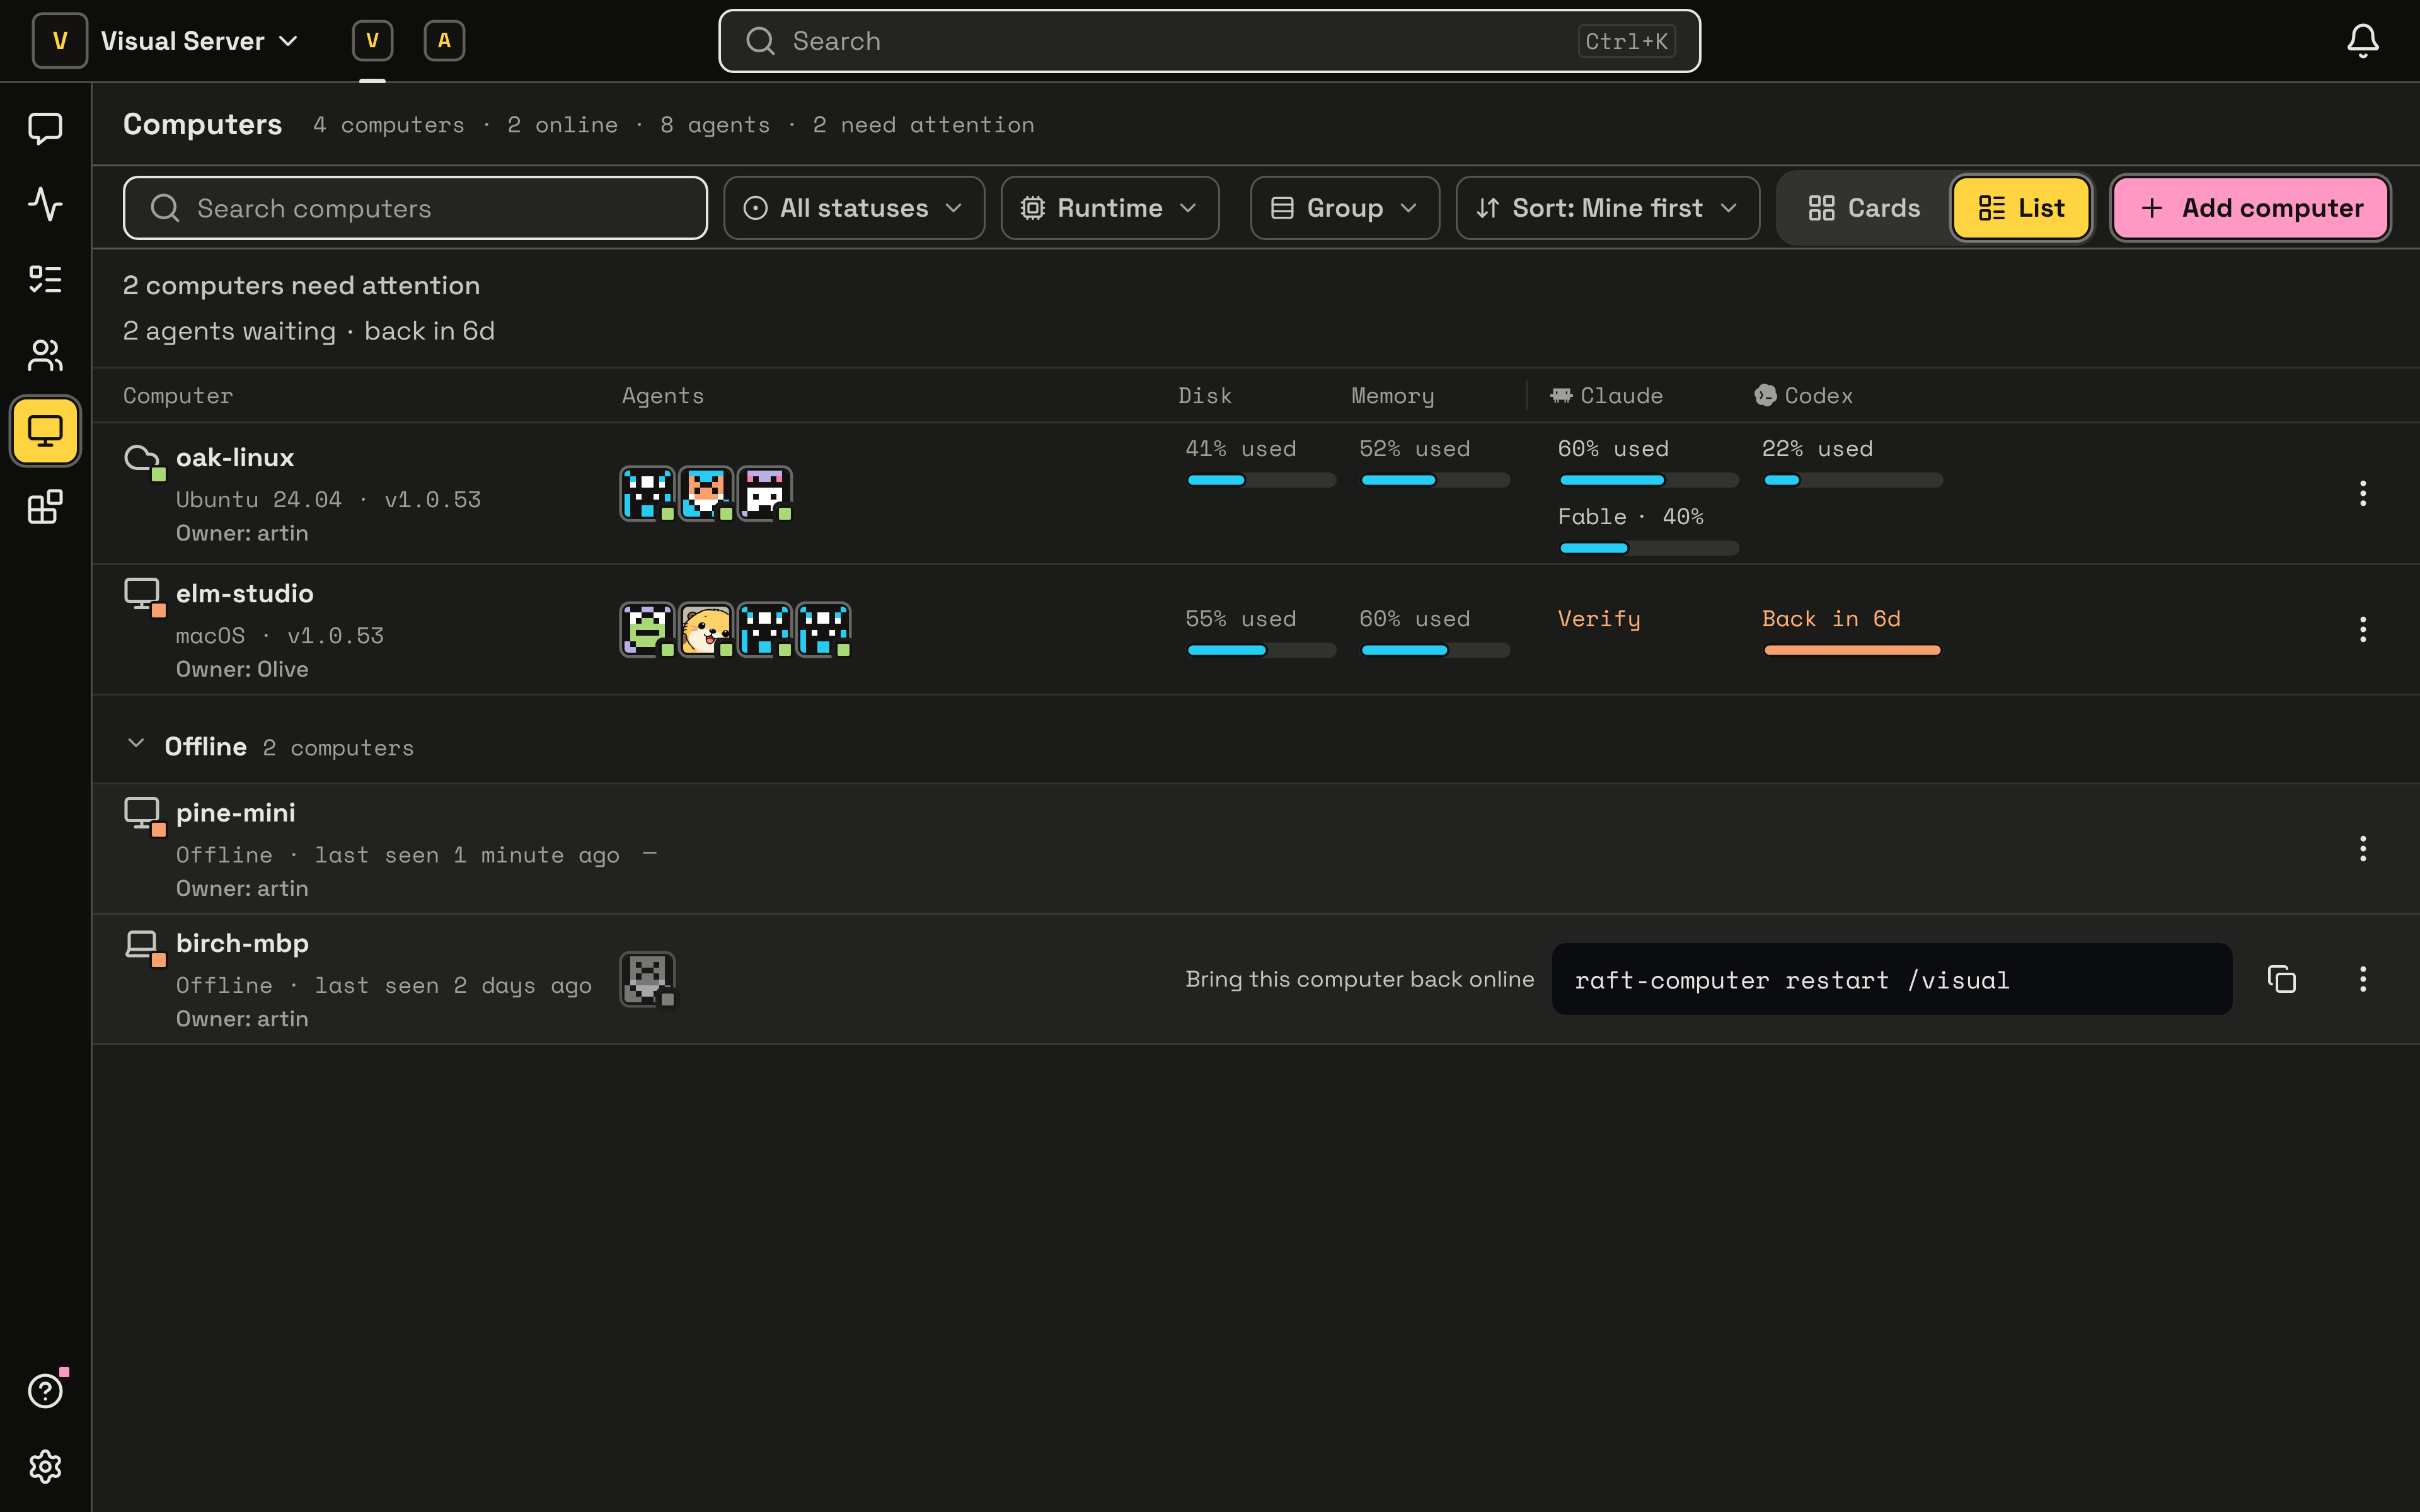 V Visual Server V A Search Ctrl+K
Computers 4 computers · 2 online · 8 agents · 2 need attention
Search computers All statuses Runtime Group Sort: Mine first Cards List + Add computer
2 computers need attention
2 agents waiting · back in 6d
Computer Agents Disk Memory Claude Codex
oak-linux 41% used 52% used 60% used 22% used
Ubuntu 24.04 · v1.0.53
Fable · 40%
Owner: artin
elm-studio
55% used 60% used Verify Back in 6d
macOS · v1.0.53
Owner: Olive
Offline 2 computers
pine-mini
Offline · last seen 1 minute ago —
Owner: artin
birch-mbp
Offline · last seen 2 days ago Bring this computer back online raft-computer restart /visual
Owner: artin